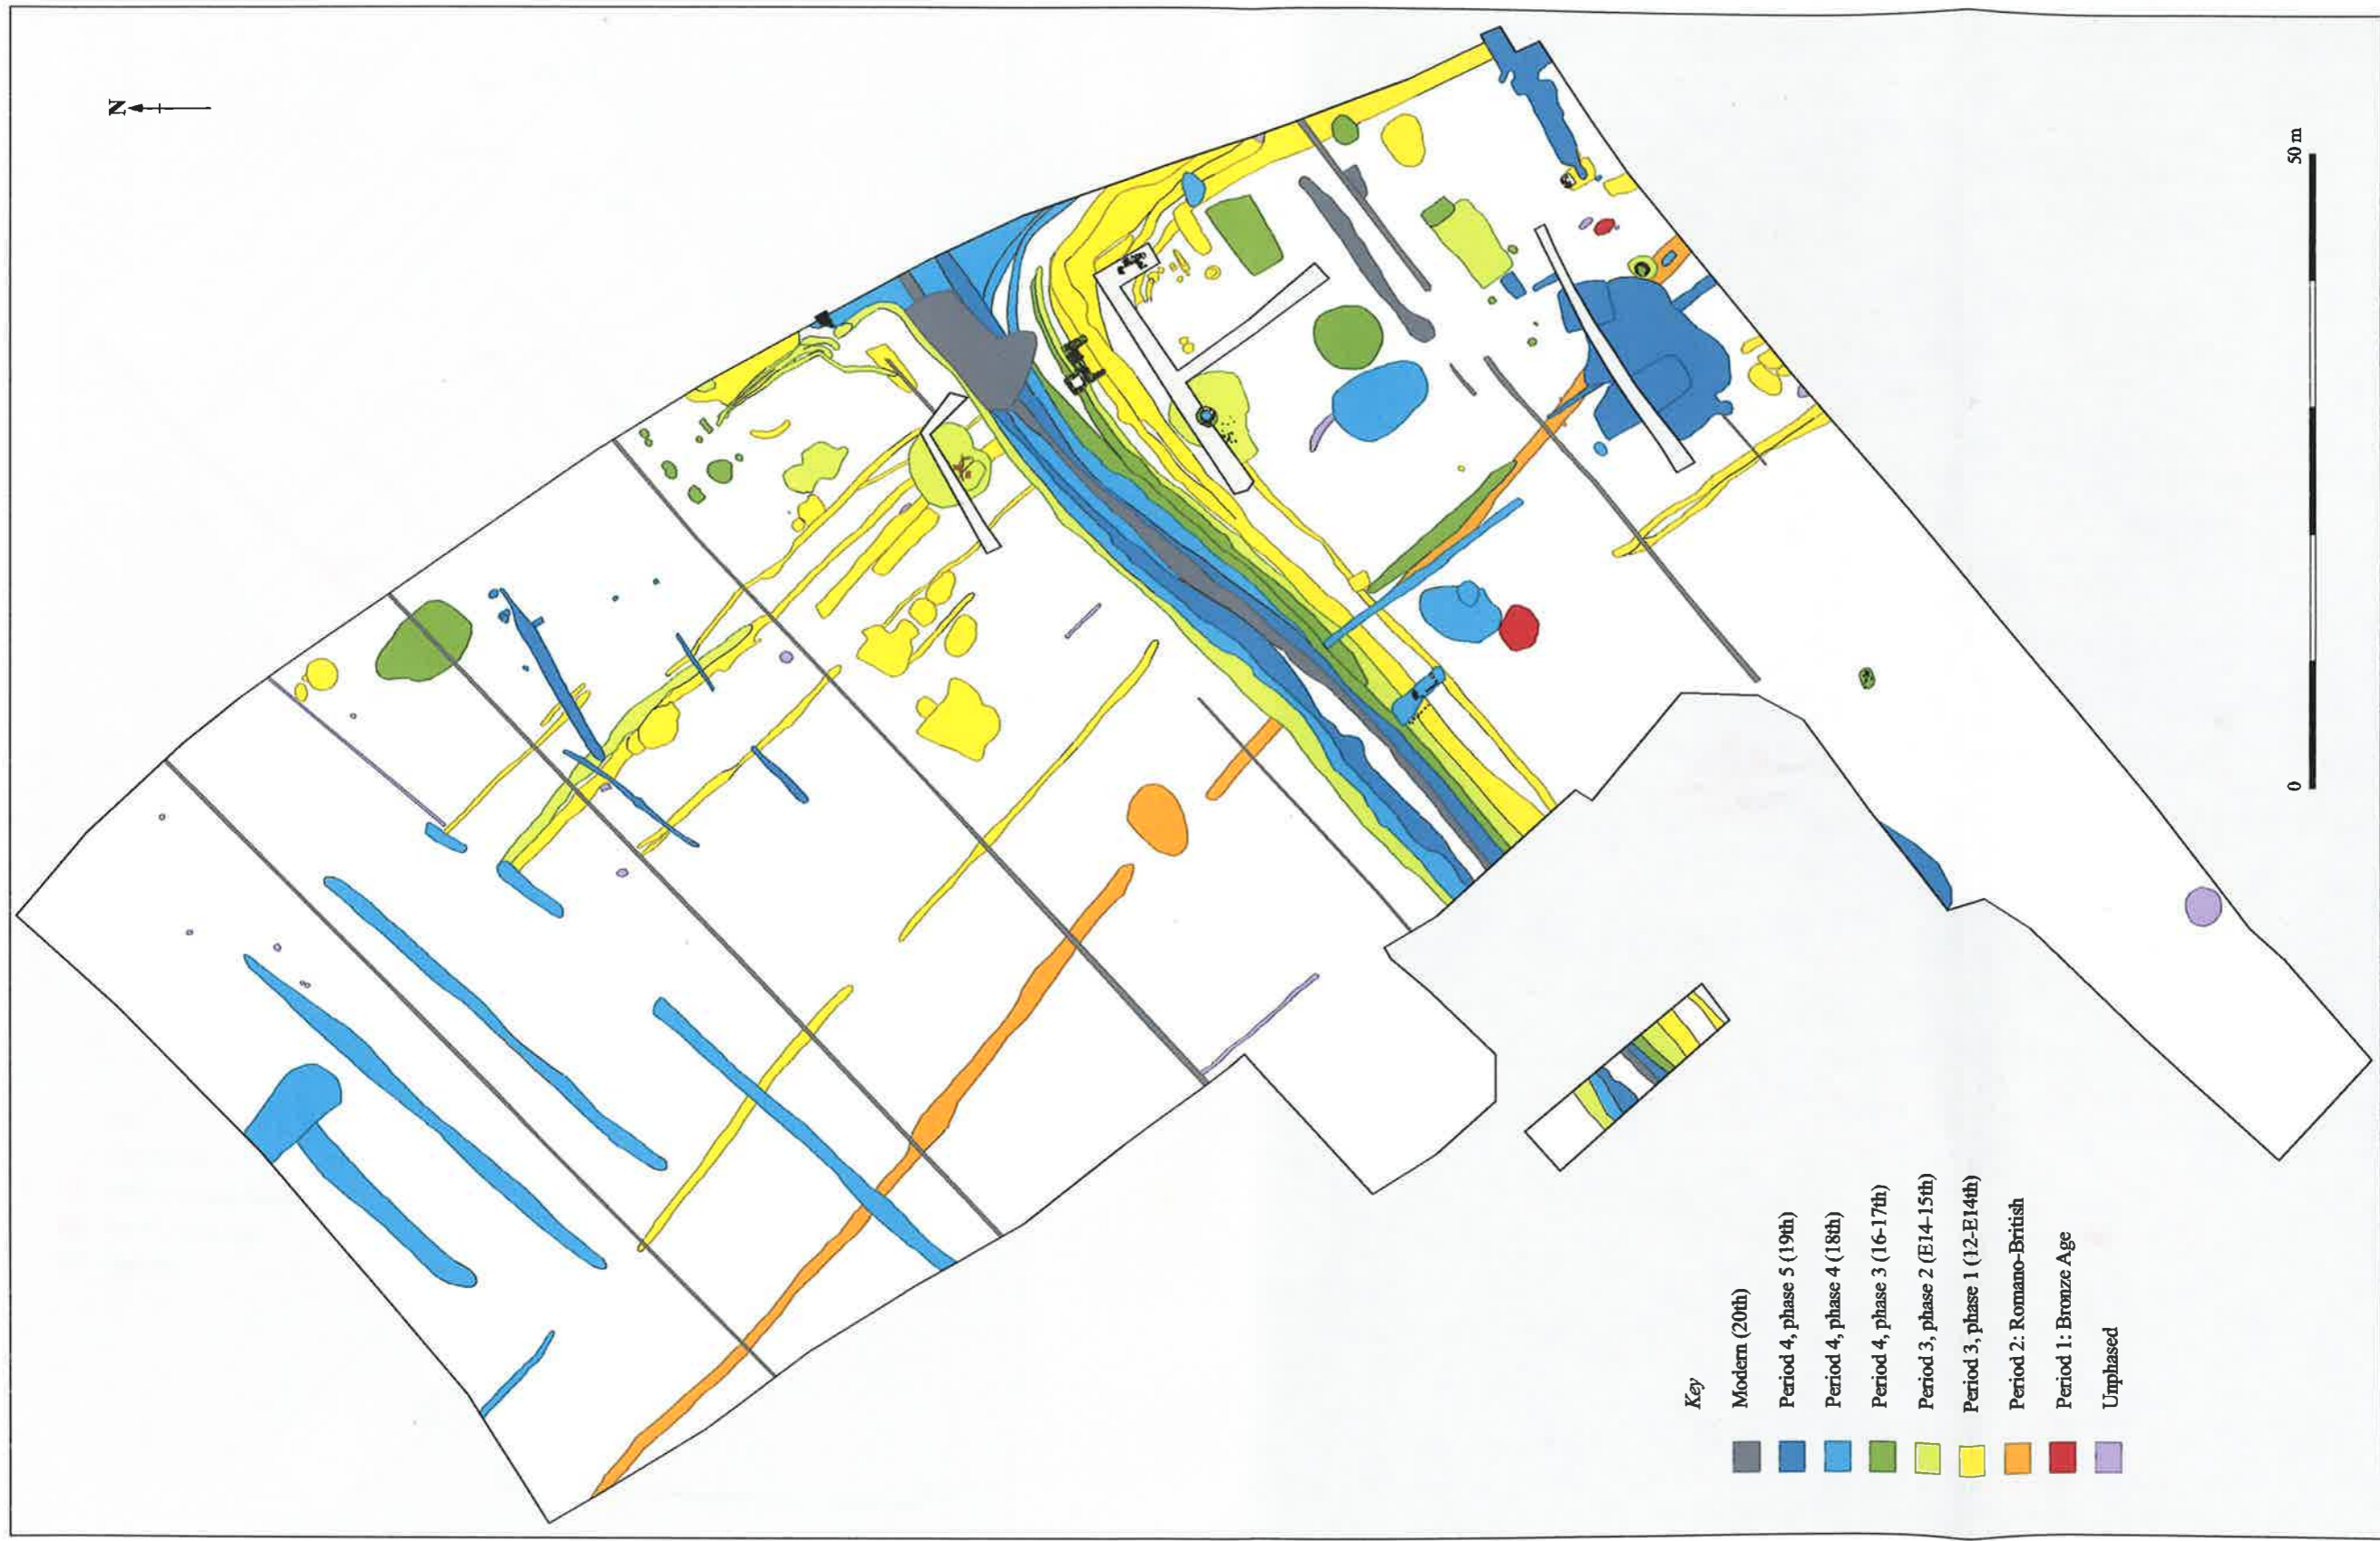 N
50 m
0
Key
Modern (20th)
Period 4, phase 5 (19th)
Period 4, phase 4 (18th)
Period 4, phase 3 (16-17th)
Period 3, phase 2 (E14-15th)
Period 3, phase 1 (12-E14th)
Period 2: Romano-British
Period 1: Bronze Age
Unphased